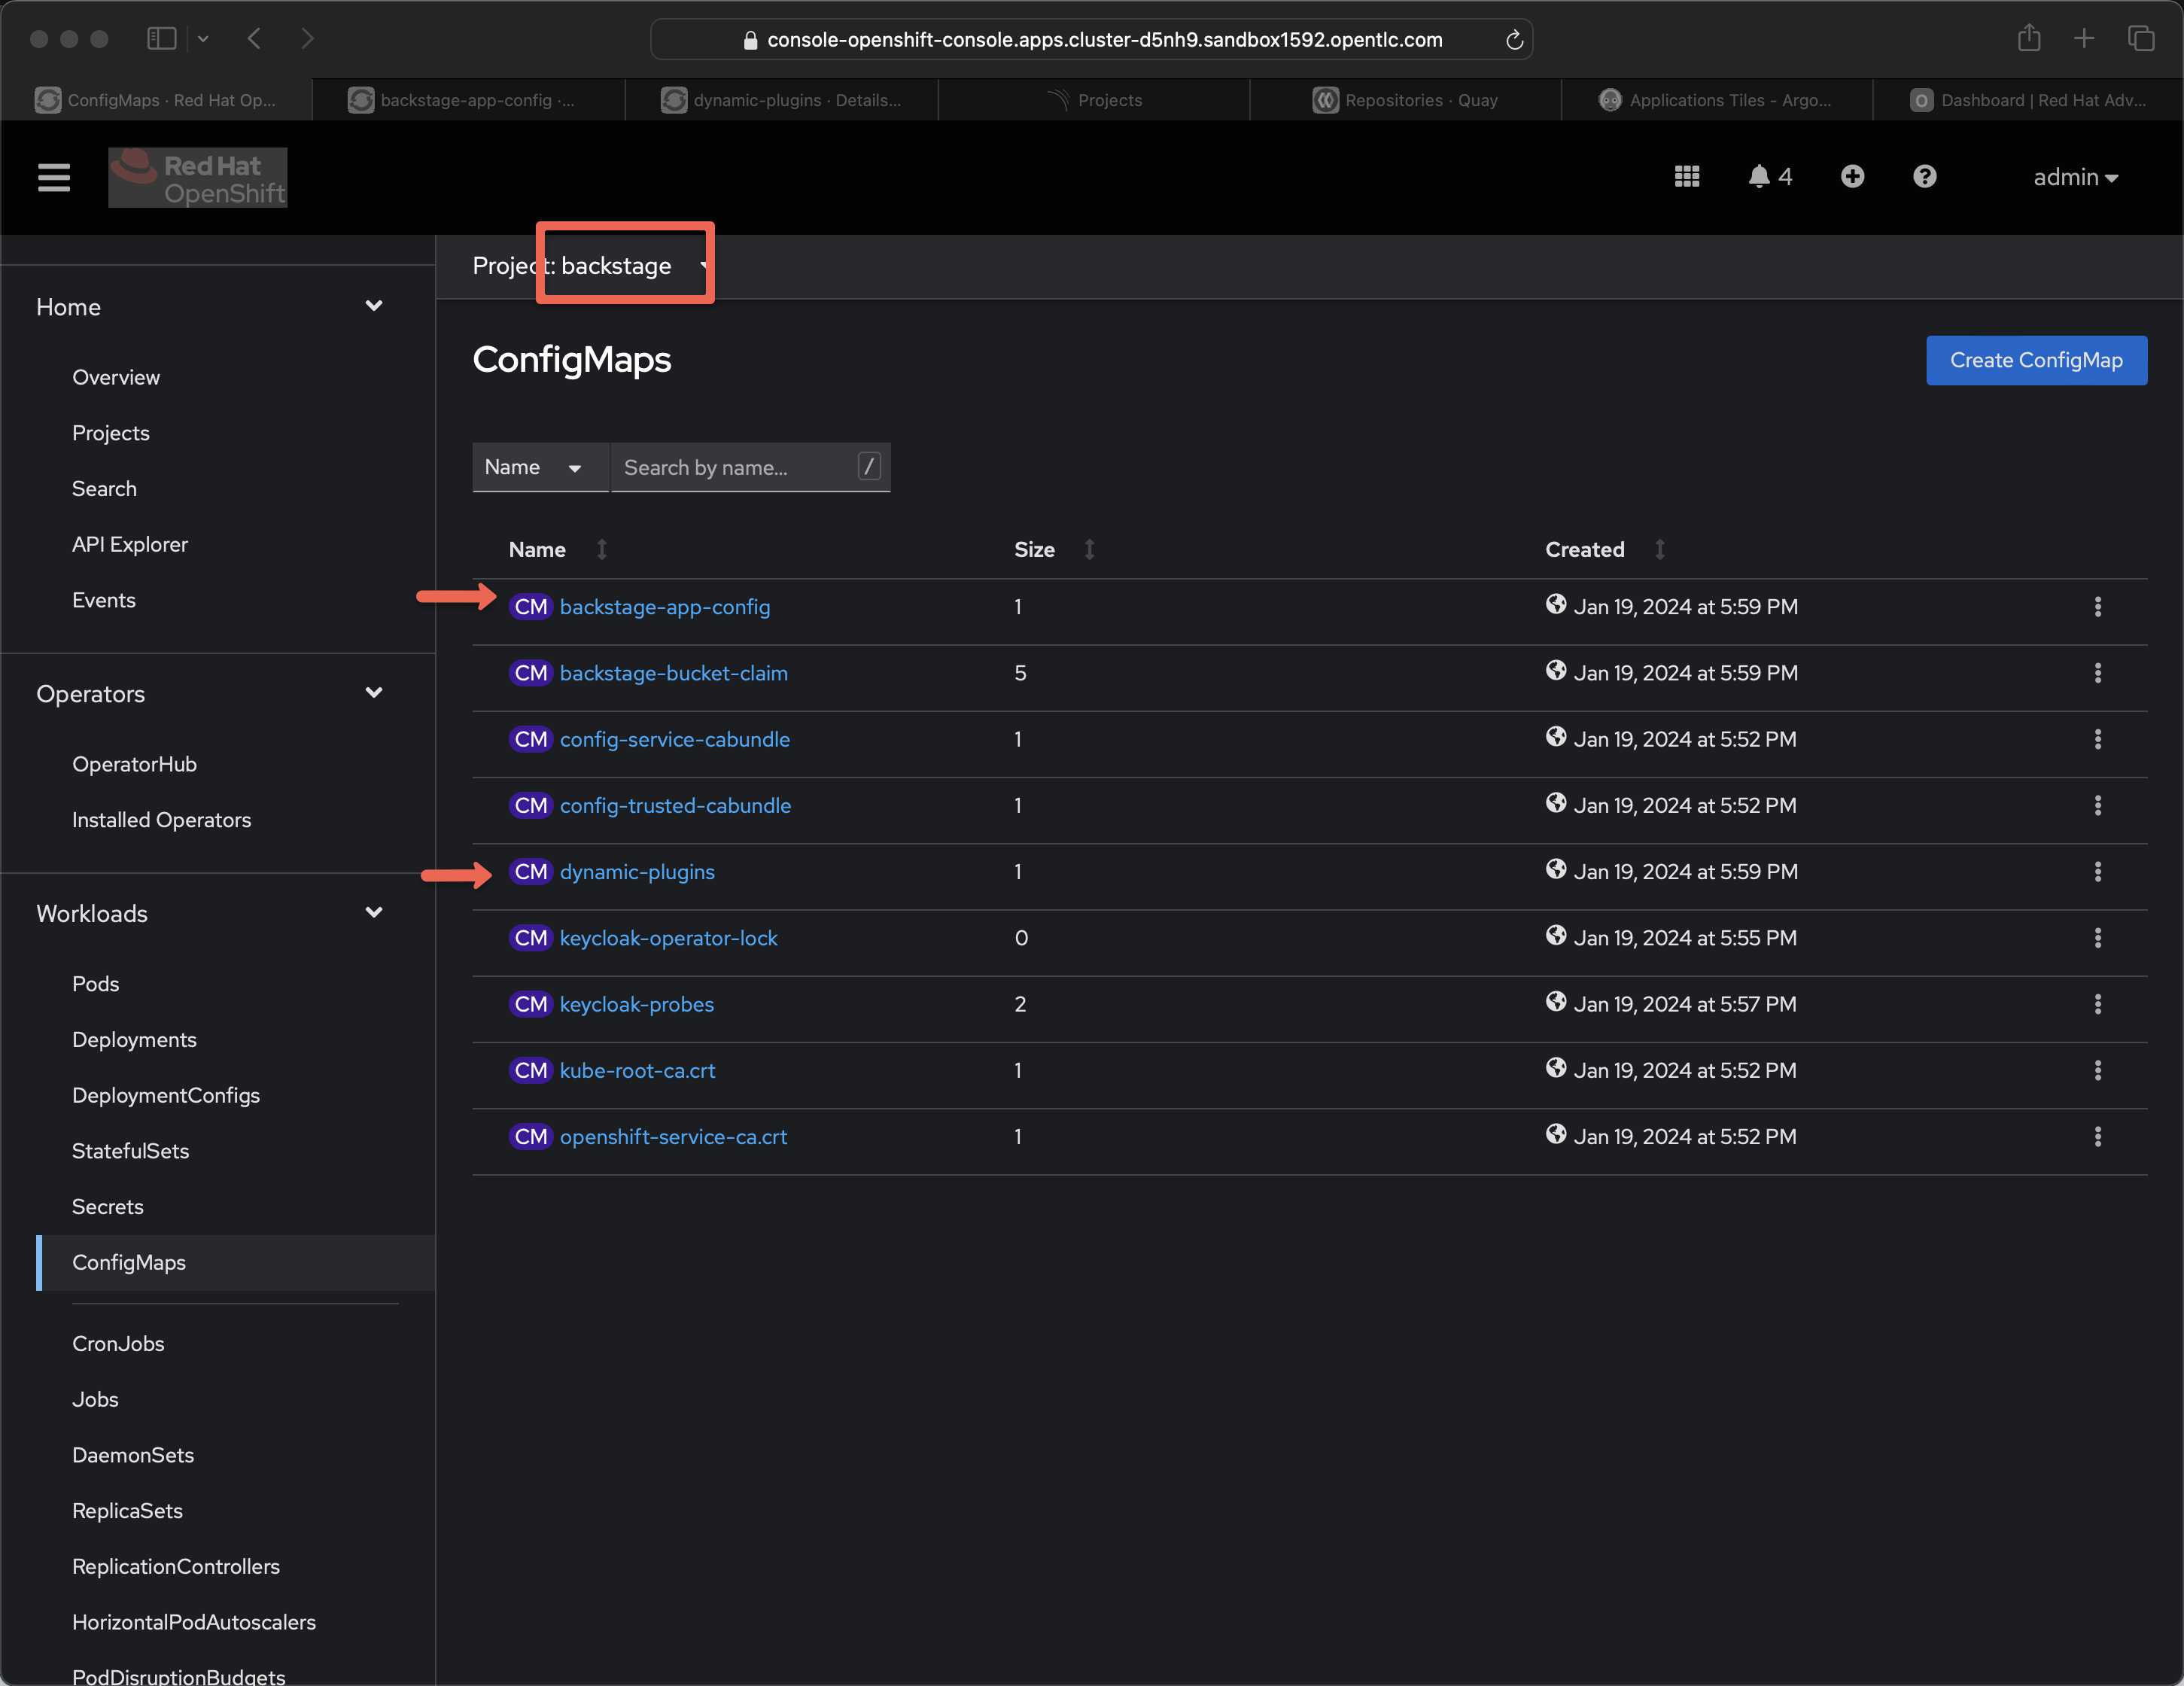 console-openshift-console.apps.cluster-d5nh9.sandbox1592.opentlc.com
ConfigMaps · Red Hat Op...
backstage-app-config ·...
dynamic-plugins · Details...
Projects
Repositories · Quay
Applications Tiles - Argo...
O Dashboard | Red Hat Adv...
Red Hat
OpenShift
4
admin
Project: backstage
Home
Overview
Projects
Search
API Explorer
Events
Operators
OperatorHub
Installed Operators
Workloads
Pods
Deployments
DeploymentConfigs
StatefulSets
Secrets
ConfigMaps
CronJobs
Jobs
DaemonSets
ReplicaSets
ReplicationControllers
HorizontalPodAutoscalers
PodDisruptionBudgets
ConfigMaps
Create ConfigMap
Name Search by name... /
Name Size Created
CM backstage-app-config 1 Jan 19, 2024 at 5:59 PM
CM backstage-bucket-claim 5 Jan 19, 2024 at 5:59 PM
CM config-service-cabundle 1 Jan 19, 2024 at 5:52 PM
CM config-trusted-cabundle 1 Jan 19, 2024 at 5:52 PM
CM dynamic-plugins 1 Jan 19, 2024 at 5:59 PM
CM keycloak-operator-lock 0 Jan 19, 2024 at 5:55 PM
CM keycloak-probes 2 Jan 19, 2024 at 5:57 PM
CM kube-root-ca.crt 1 Jan 19, 2024 at 5:52 PM
CM openshift-service-ca.crt 1 Jan 19, 2024 at 5:52 PM